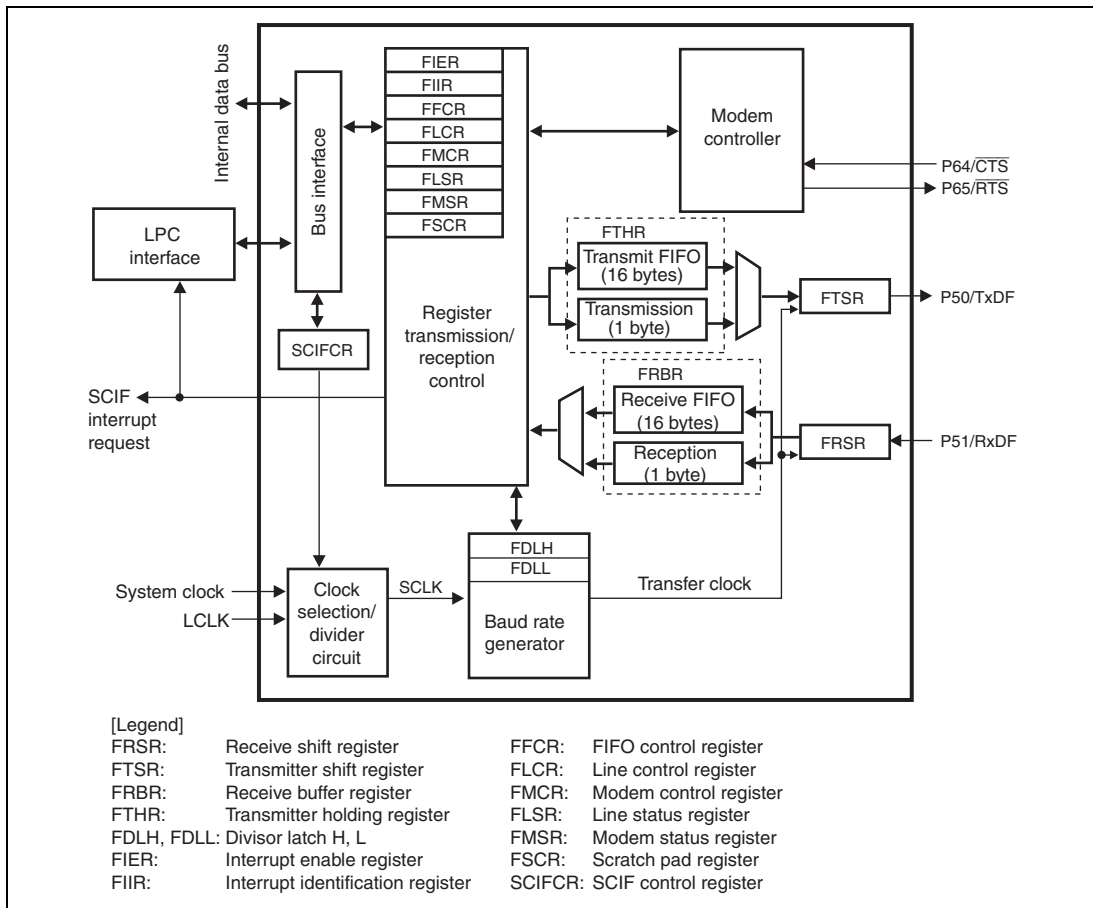 Internal data bus
Bus interface
LPC
interface
SCIFCR
SCIF
interrupt
request
FIER
FIIR
FFCR
FLCR
FMCR
FLSR
FMSR
FSCR
Register
transmission/
reception
control
Modem
controller
P64/CTS
P65/RTS
FTHR
Transmit FIFO
(16 bytes)
Transmission
(1 byte)
FTSR
P50/TxDF
FRBR
Receive FIFO
(16 bytes)
Reception
(1 byte)
FRSR
P51/RxDF
System clock
LCLK
Clock
selection/
divider
circuit
SCLK
FDLH
FDLL
Baud rate
generator
Transfer clock
[Legend]
FRSR: Receive shift register
FTSR: Transmitter shift register
FRBR: Receive buffer register
FTHR: Transmitter holding register
FDLH, FDLL: Divisor latch H, L
FIER: Interrupt enable register
FIIR: Interrupt identification register
FFCR: FIFO control register
FLCR: Line control register
FMCR: Modem control register
FLSR: Line status register
FMSR: Modem status register
FSCR: Scratch pad register
SCIFCR: SCIF control register